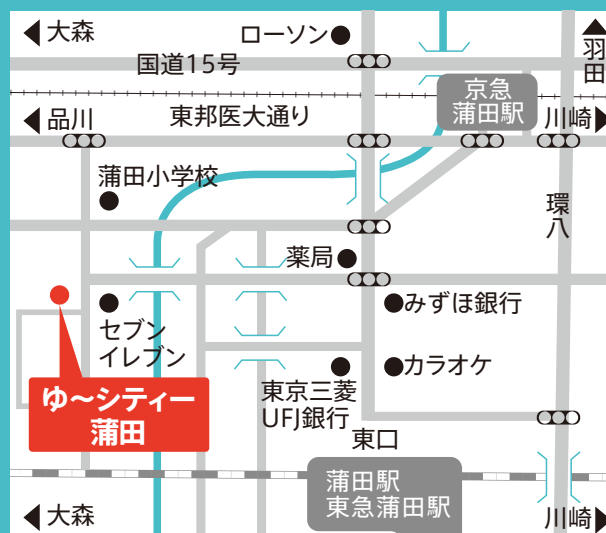 大森
ローソン
羽田
国道15号
京急
蒲田駅
品川
東邦医大通り
川崎
蒲田小学校
環八
薬局
みずほ銀行
セブン
イレブン
カラオケ
ゆ~シティー
蒲田
東京三菱
UFJ銀行
東口
蒲田駅
東急蒲田駅
大森
川崎